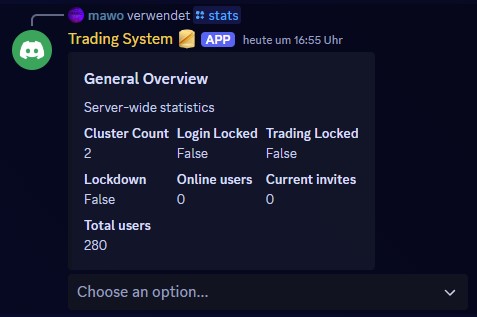 mawo verwendet stats
Trading System APP heute um 16:55 Uhr
General Overview
Server-wide statistics
Cluster Count Login Locked Trading Locked
2 False False
Lockdown Online users Current invites
False 0 0
Total users
280
Choose an option...